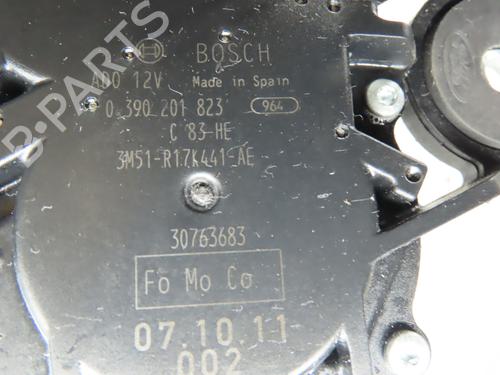 BOSCH
ADO 12V Made in Spain
0 390 201 823 964
C 83-HE
3M51-R17K441-AE
30763683
Fo Mo Co
07.10.11
002
B-PARTS